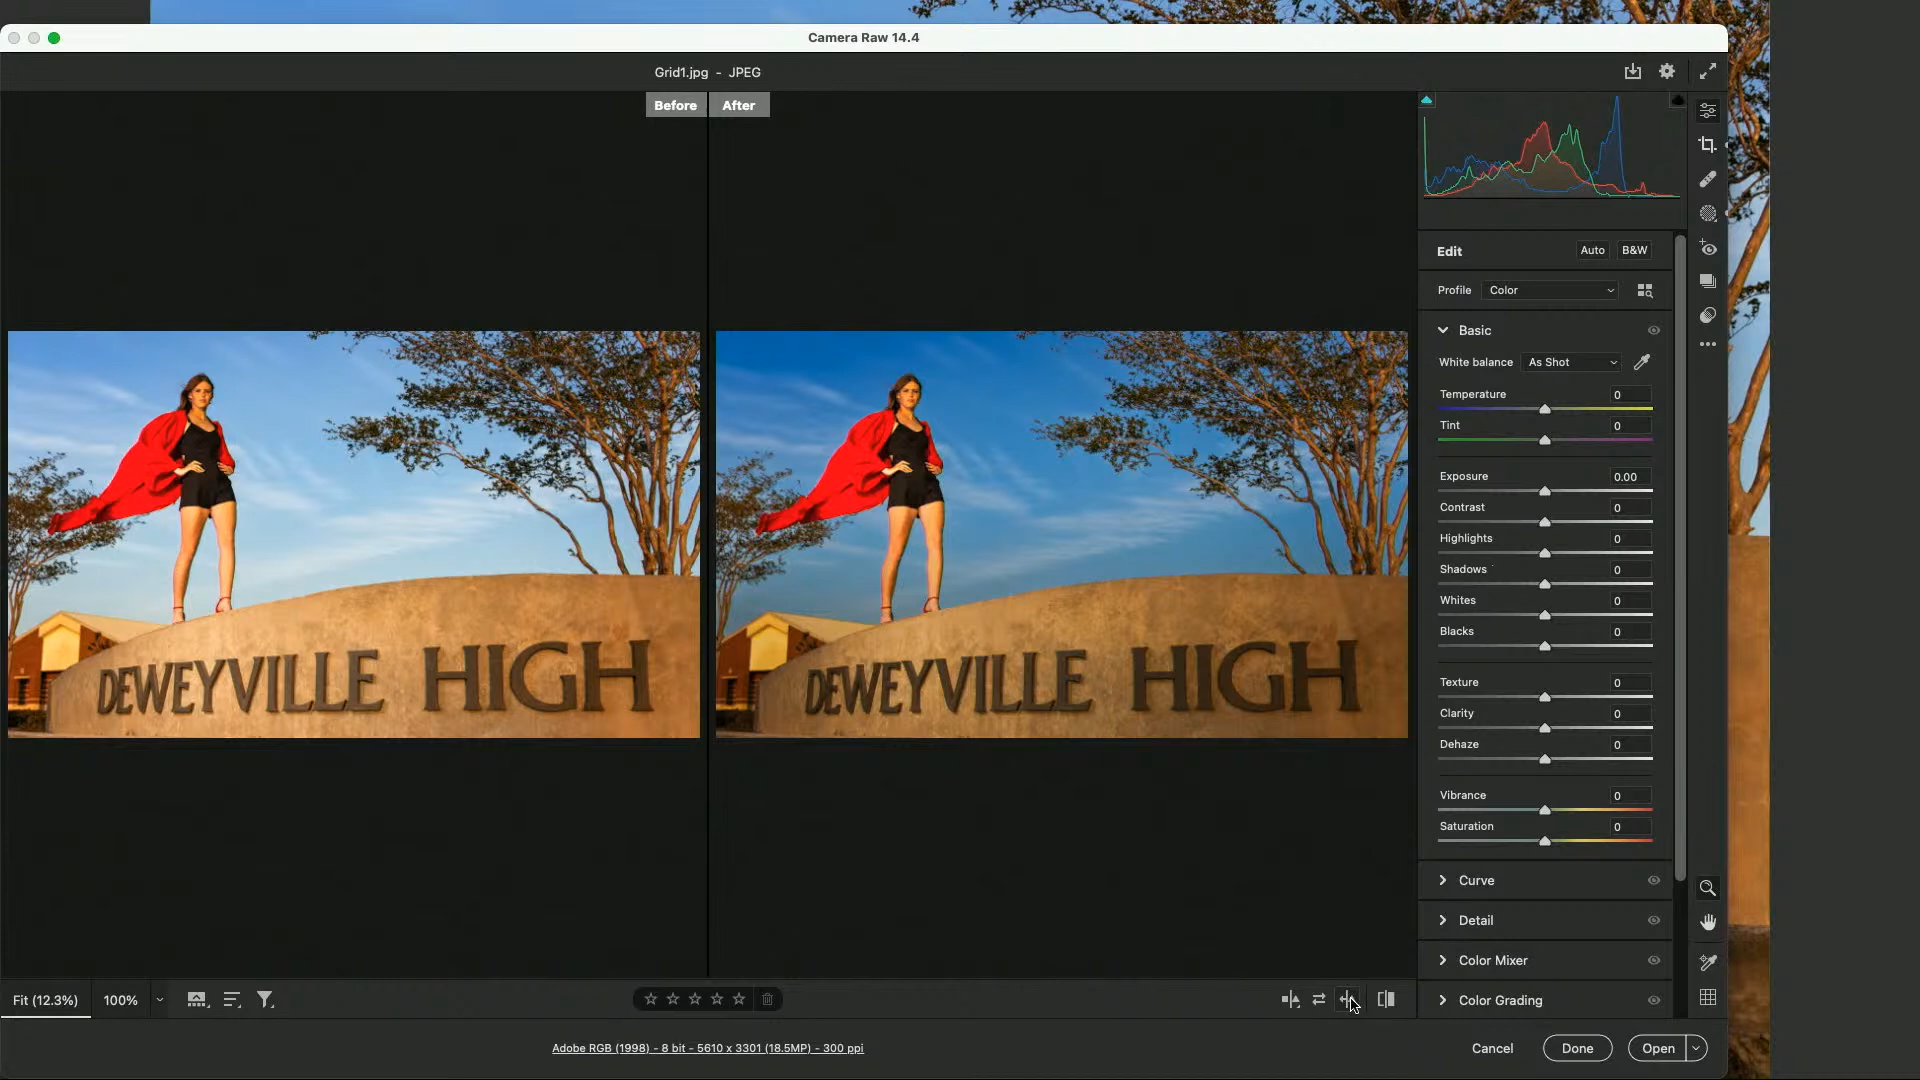 Camera Raw 14.4
Grid1.jpg - JPEG
Before After
Edit Auto B&W
Profile Color
Basic
White balance As Shot
Temperature 0
Tint 0
Exposure 0.00
Contrast 0
Highlights 0
Shadows 0
Whites 0
Blacks 0
Texture 0
Clarity 0
Dehaze 0
Vibrance 0
Saturation 0
Curve
Detail
Color Mixer
Color Grading
DEWEYVILLE HIGH
DEWEYVILLE HIGH
Fit (12.3%) 100%
Adobe RGB (1998) - 8 bit - 5610 x 3301 (18.5MP) - 300 ppi
Cancel Done Open